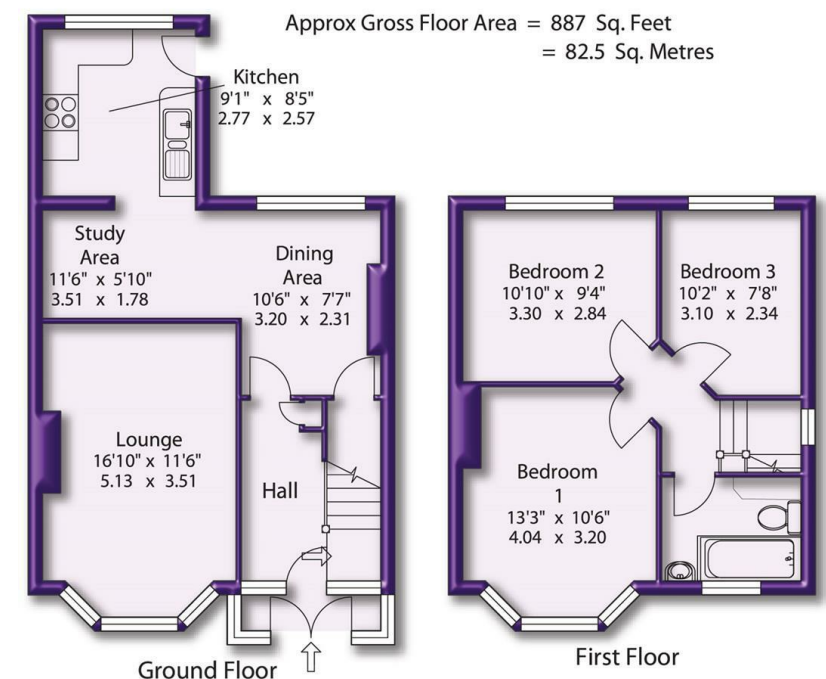 Approx Gross Floor Area = 887 Sq. Feet
= 82.5 Sq. Metres
Kitchen
9'1" x 8'5"
2.77 x 2.57
Study
Area
11'6" x 5'10"
3.51 x 1.78
Dining
Area
10'6" x 7'7"
3.20 x 2.31
Lounge
16'10" x 11'6"
5.13 x 3.51
Hall
Ground Floor
Bedroom 2
10'10" x 9'4"
3.30 x 2.84
Bedroom 3
10'2" x 7'8"
3.10 x 2.34
Bedroom
1
13'3" x 10'6"
4.04 x 3.20
First Floor